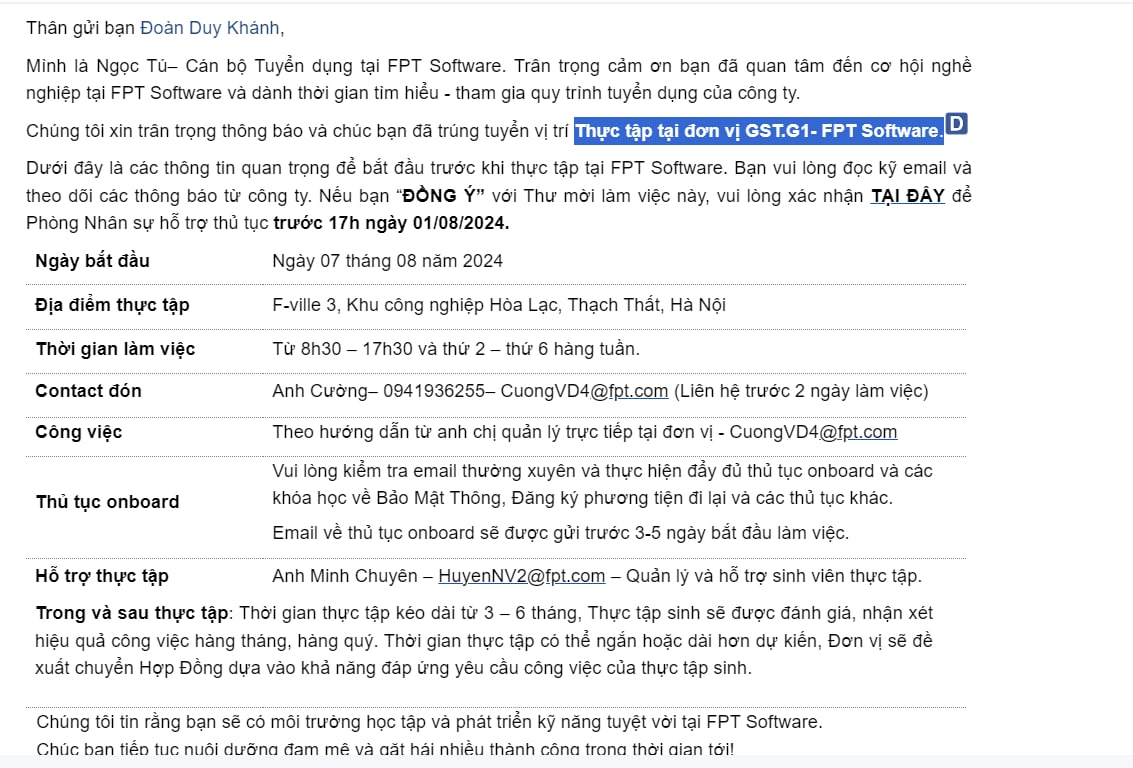 Thân gửi bạn Đoàn Duy Khánh,
Mình là Ngọc Tú– Cán bộ Tuyển dụng tại FPT Software. Trân trọng cảm ơn bạn đã quan tâm đến cơ hội nghề
nghiệp tại FPT Software và dành thời gian tìm hiểu - tham gia quy trình tuyển dụng của công ty.
Chúng tôi xin trân trọng thông báo và chúc bạn đã trúng tuyển vị trí Thực tập tại đơn vị GST.G1- FPT Software. D
Dưới đây là các thông tin quan trọng để bắt đầu trước khi thực tập tại FPT Software. Bạn vui lòng đọc kỹ email và
theo dõi các thông báo từ công ty. Nếu bạn “ĐỒNG Ý” với Thư mời làm việc này, vui lòng xác nhận TẠI ĐÂY để
Phòng Nhân sự hỗ trợ thủ tục trước 17h ngày 01/08/2024.
Ngày bắt đầu Ngày 07 tháng 08 năm 2024
Địa điểm thực tập F-ville 3, Khu công nghiệp Hòa Lạc, Thạch Thất, Hà Nội
Thời gian làm việc Từ 8h30 – 17h30 và thứ 2 – thứ 6 hàng tuần.
Contact đón Anh Cường– 0941936255– CuongVD4@fpt.com (Liên hệ trước 2 ngày làm việc)
Công việc Theo hướng dẫn từ anh chị quản lý trực tiếp tại đơn vị - CuongVD4@fpt.com
Thủ tục onboard
Vui lòng kiểm tra email thường xuyên và thực hiện đẩy đủ thủ tục onboard và các
khóa học về Bảo Mật Thông, Đăng ký phương tiện đi lại và các thủ tục khác.
Email về thủ tục onboard sẽ được gửi trước 3-5 ngày bắt đầu làm việc.
Hỗ trợ thực tập Anh Minh Chuyên – HuyenNV2@fpt.com – Quản lý và hỗ trợ sinh viên thực tập.
Trong và sau thực tập: Thời gian thực tập kéo dài từ 3 – 6 tháng, Thực tập sinh sẽ được đánh giá, nhận xét
hiệu quả công việc hàng tháng, hàng quý. Thời gian thực tập có thể ngắn hoặc dài hơn dự kiến, Đơn vị sẽ đề
xuất chuyển Hợp Đồng dựa vào khả năng đáp ứng yêu cầu công việc của thực tập sinh.
Chúng tôi tin rằng bạn sẽ có môi trường học tập và phát triển kỹ năng tuyệt vời tại FPT Software.
Chúc bạn tiếp tục nuôi dưỡng đam mê và gặt hái nhiều thành công trong thời gian tới!